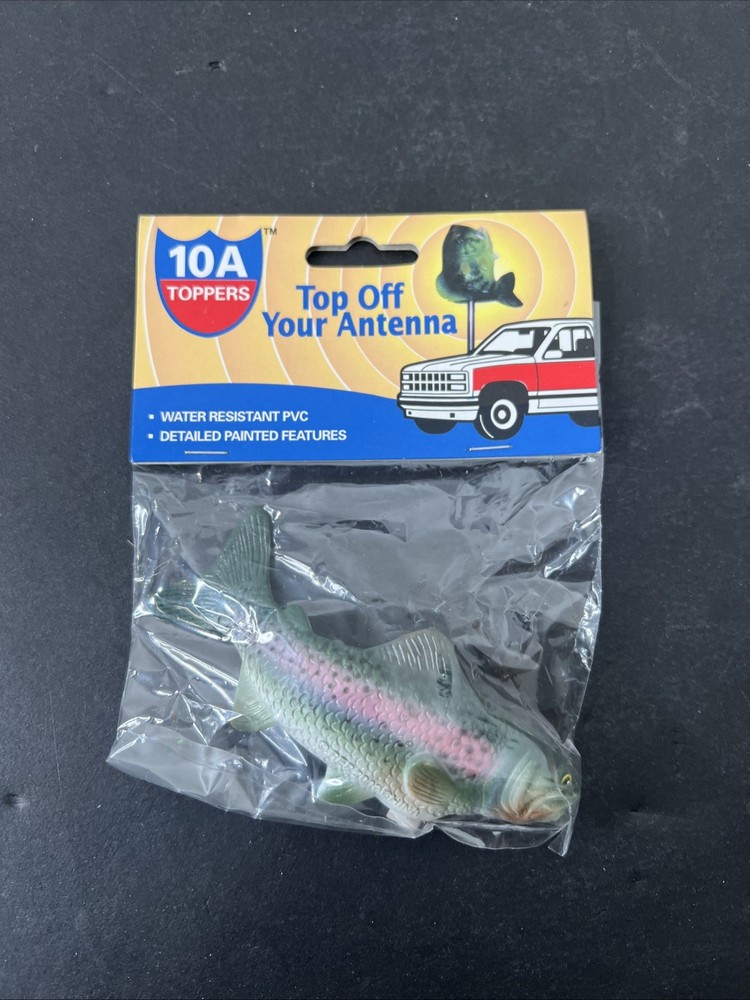 10A
TOPPERS
™
Top Off
Your Antenna
▪ WATER RESISTANT PVC
▪ DETAILED PAINTED FEATURES